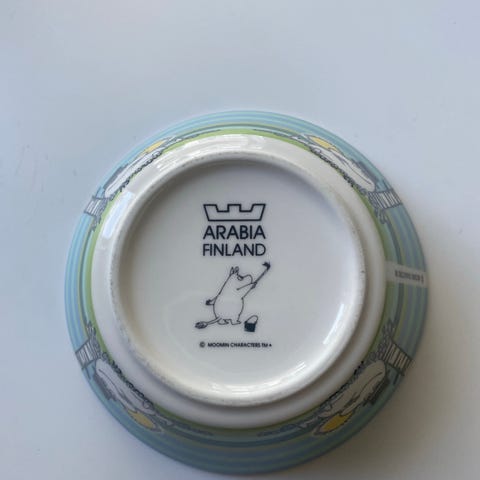 ARABIA
FINLAND
© MOOMIN CHARACTERS TM